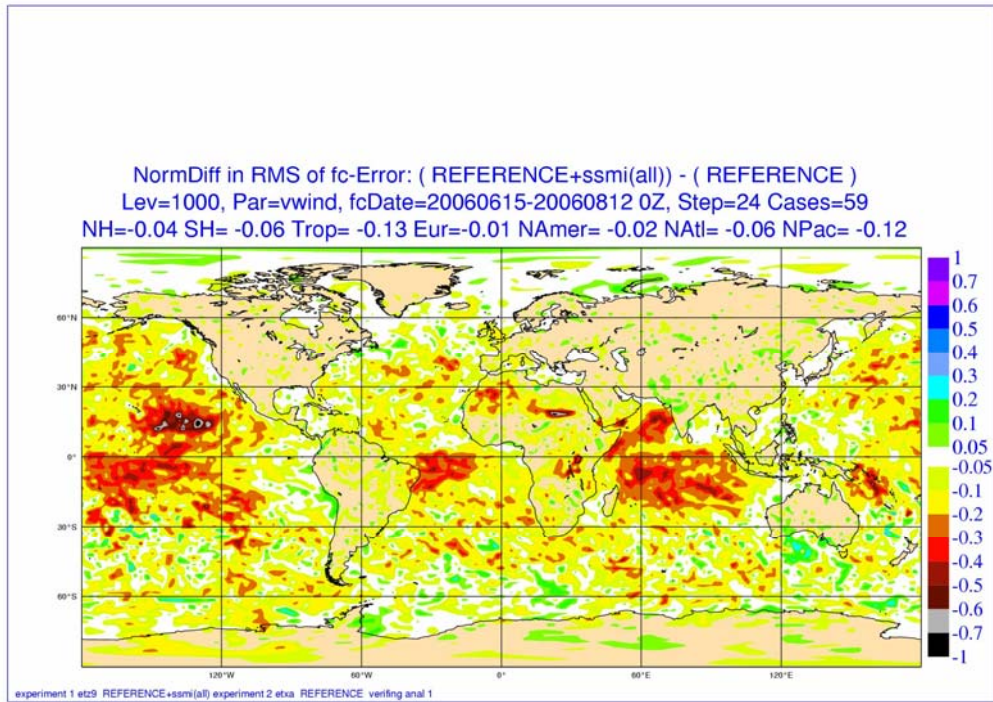 NormDiff in RMS of fc-Error: ( REFERENCE+ssmi(all)) - ( REFERENCE )
Lev=1000, Par=vwind, fcDate=20060615-20060812 0Z, Step=24 Cases=59
NH=-0.04 SH= -0.06 Trop= -0.13 Eur=-0.01 NAmer= -0.02 NAtl= -0.06 NPac= -0.12
60°N
30°N
0°
30°S
60°S
120°W
60°W
0°
60°E
120°E
1
0.7
0.6
0.5
0.4
0.3
0.2
0.1
0.05
-0.05
-0.1
-0.2
-0.3
-0.4
-0.5
-0.6
-0.7
-1
experiment 1 etz9 REFERENCE+ssmi(all) experiment 2 etxa REFERENCE verifing anal 1